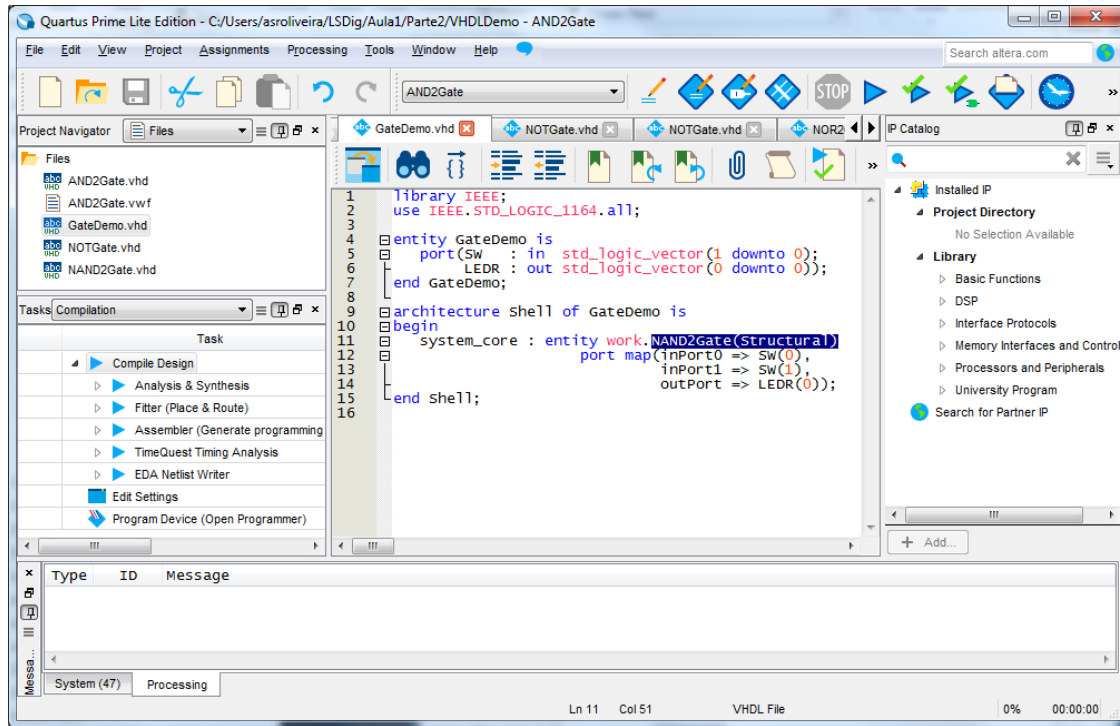 Quartus Prime Lite Edition - C:/Users/asroliveira/LSDig/Aula1/Parte2/VHDLDemo - AND2Gate
File Edit View Project Assignments Processing Tools Window Help
Search altera.com
AND2Gate
STOP
»
Project Navigator Files
Files
AND2Gate.vhd
AND2Gate.vwf
GateDemo.vhd
NOTGate.vhd
NAND2Gate.vhd
Tasks Compilation
Task
Compile Design
Analysis & Synthesis
Fitter (Place & Route)
Assembler (Generate programming
TimeQuest Timing Analysis
EDA Netlist Writer
Edit Settings
Program Device (Open Programmer)
GateDemo.vhd NOTGate.vhd NOTGate.vhd NOR2
»
1 library IEEE;
2 use IEEE.STD_LOGIC_1164.all;
3
4 entity GateDemo is
5 port(SW : in std_logic_vector(1 downto 0);
6 LEDR : out std_logic_vector(0 downto 0));
7 end GateDemo;
8
9 architecture Shell of GateDemo is
10 begin
11 system_core : entity work.NAND2Gate(Structural)
12 port map(inPort0 => SW(0),
13 inPort1 => SW(1),
14 outPort => LEDR(0));
15 end Shell;
16
IP Catalog
Installed IP
Project Directory
No Selection Available
Library
Basic Functions
DSP
Interface Protocols
Memory Interfaces and Control
Processors and Peripherals
University Program
Search for Partner IP
+ Add...
Type ID Message
Messa...
System (47) Processing
Ln 11 Col 51 VHDL File 0% 00:00:00